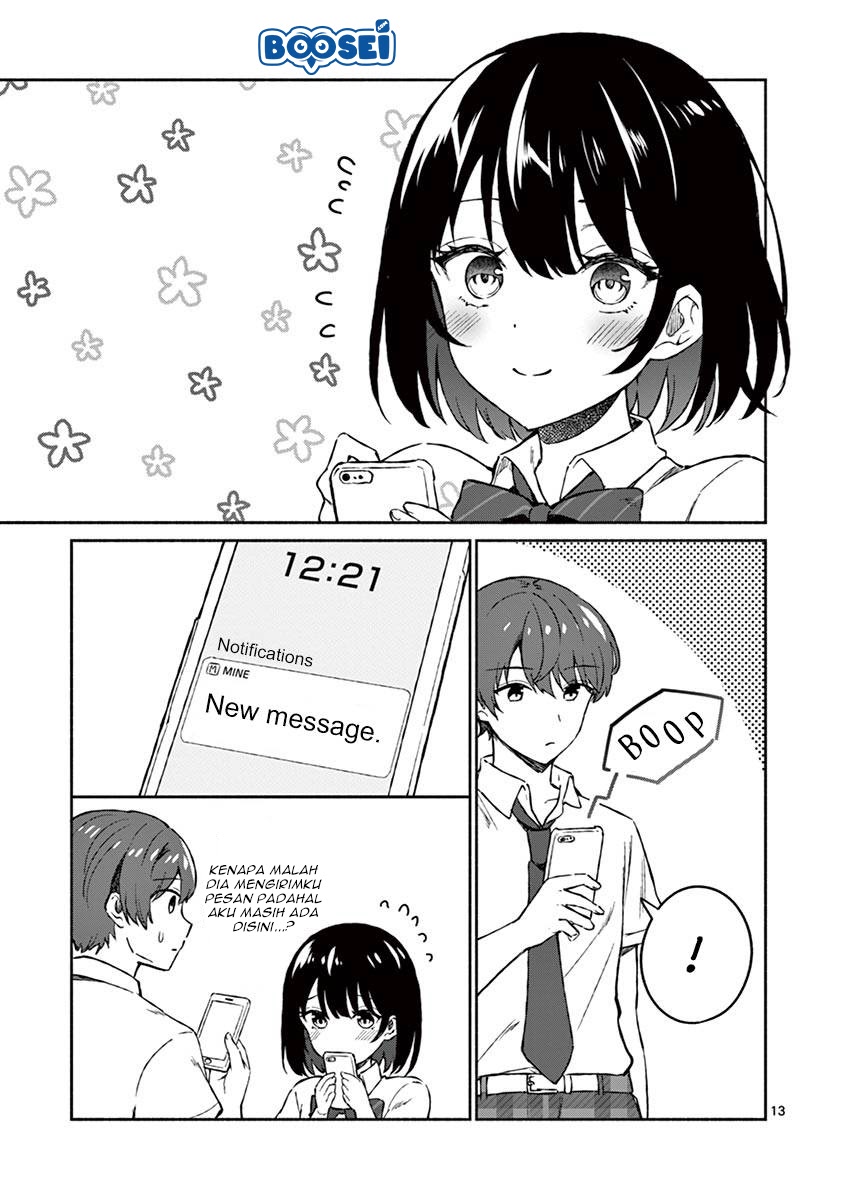 BOOSEI.COM
BOOP
!
12:21
Notifications
MINE
New message.
KENAPA MALAH
DIA MENGIRIMKU
PESAN PADAHAL
AKU MASIH ADA
DISINI...?
13